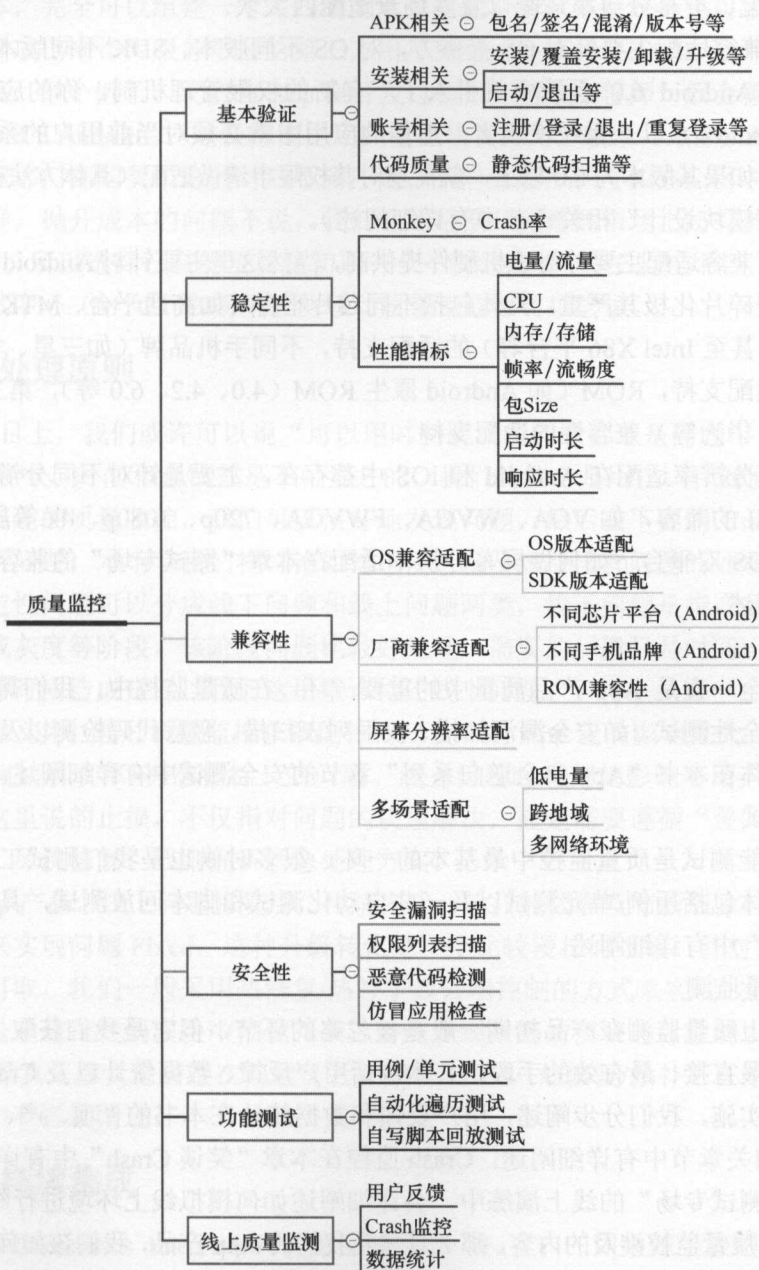 质量监控
基本验证
APK相关
包名/签名/混淆/版本号等
安装相关
安装/覆盖安装/卸载/升级等
启动/退出等
账号相关
注册/登录/退出/重复登录等
代码质量
静态代码扫描等
稳定性
Monkey
Crash率
性能指标
电量/流量
CPU
内存/存储
帧率/流畅度
包Size
启动时长
响应时长
兼容性
OS兼容适配
OS版本适配
SDK版本适配
厂商兼容适配
不同芯片平台 (Android)
不同手机品牌 (Android)
ROM兼容性 (Android)
屏幕分辨率适配
多场景适配
低电量
跨地域
多网络环境
安全性
安全漏洞扫描
权限列表扫描
恶意代码检测
仿冒应用检查
功能测试
用例/单元测试
自动化遍历测试
自写脚本回放测试
线上质量监测
用户反馈
Crash监控
数据统计